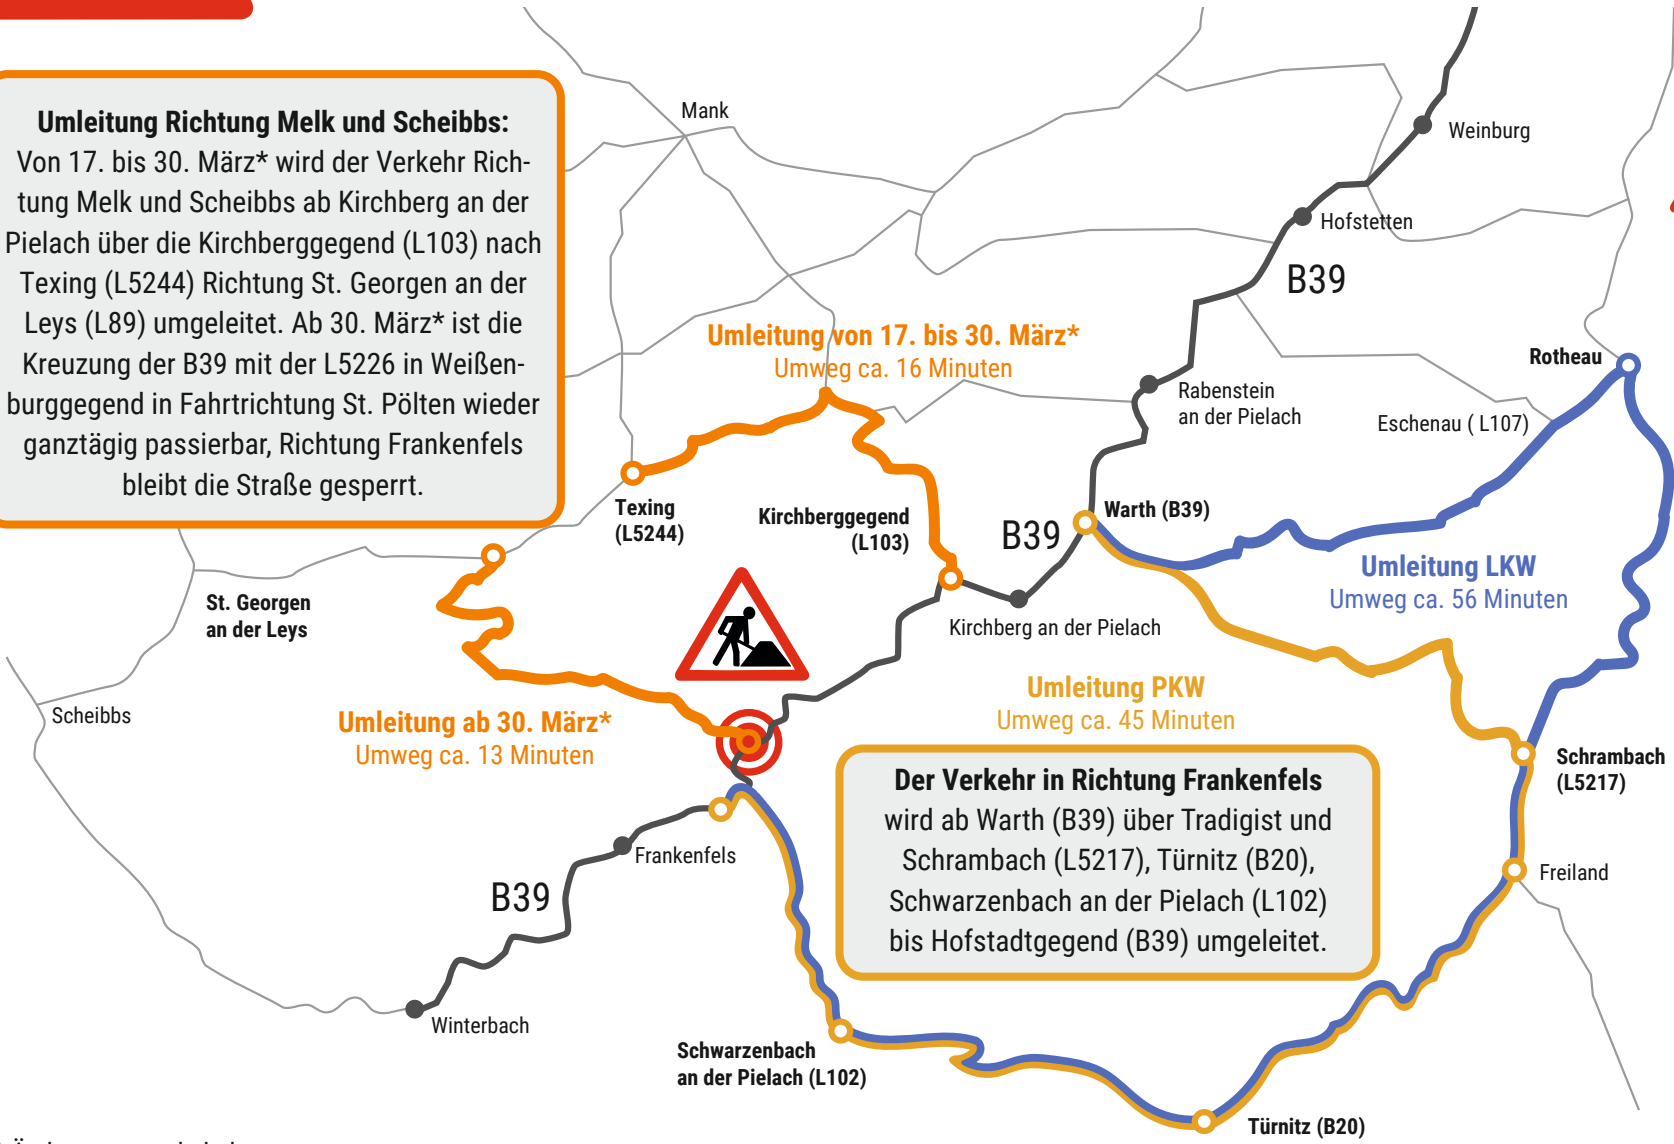 Mank
Weinburg
Umleitung Richtung Melk und Scheibbs:
Von 17. bis 30. März* wird der Verkehr Rich-
tung Melk und Scheibbs ab Kirchberg an der
Pielach über die Kirchberggegend (L103) nach
Texing (L5244) Richtung St. Georgen an der
Leys (L89) umgeleitet. Ab 30. März* ist die
Kreuzung der B39 mit der L5226 in Weißen-
burggegend in Fahrtrichtung St. Pölten wieder
ganztägig passierbar, Richtung Frankenfels
bleibt die Straße gesperrt.
Hofstetten
B39
Umleitung von 17. bis 30. März*
Umweg ca. 16 Minuten
Rotheau
Rabenstein
an der Pielach
Eschenau ( L107)
Texing
(L5244)
Kirchberggegend
(L103)
B39
Warth (B39)
Umleitung LKW
Umweg ca. 56 Minuten
St. Georgen
an der Leys
Kirchberg an der Pielach
Scheibbs
Umleitung ab 30. März*
Umweg ca. 13 Minuten
Umleitung PKW
Umweg ca. 45 Minuten
Der Verkehr in Richtung Frankenfels
wird ab Warth (B39) über Tradigist und
Schrambach (L5217), Türnitz (B20),
Schwarzenbach an der Pielach (L102)
bis Hofstadtgegend (B39) umgeleitet.
Schrambach
(L5217)
Frankenfels
Freiland
B39
Winterbach
Schwarzenbach
an der Pielach (L102)
Türnitz (B20)